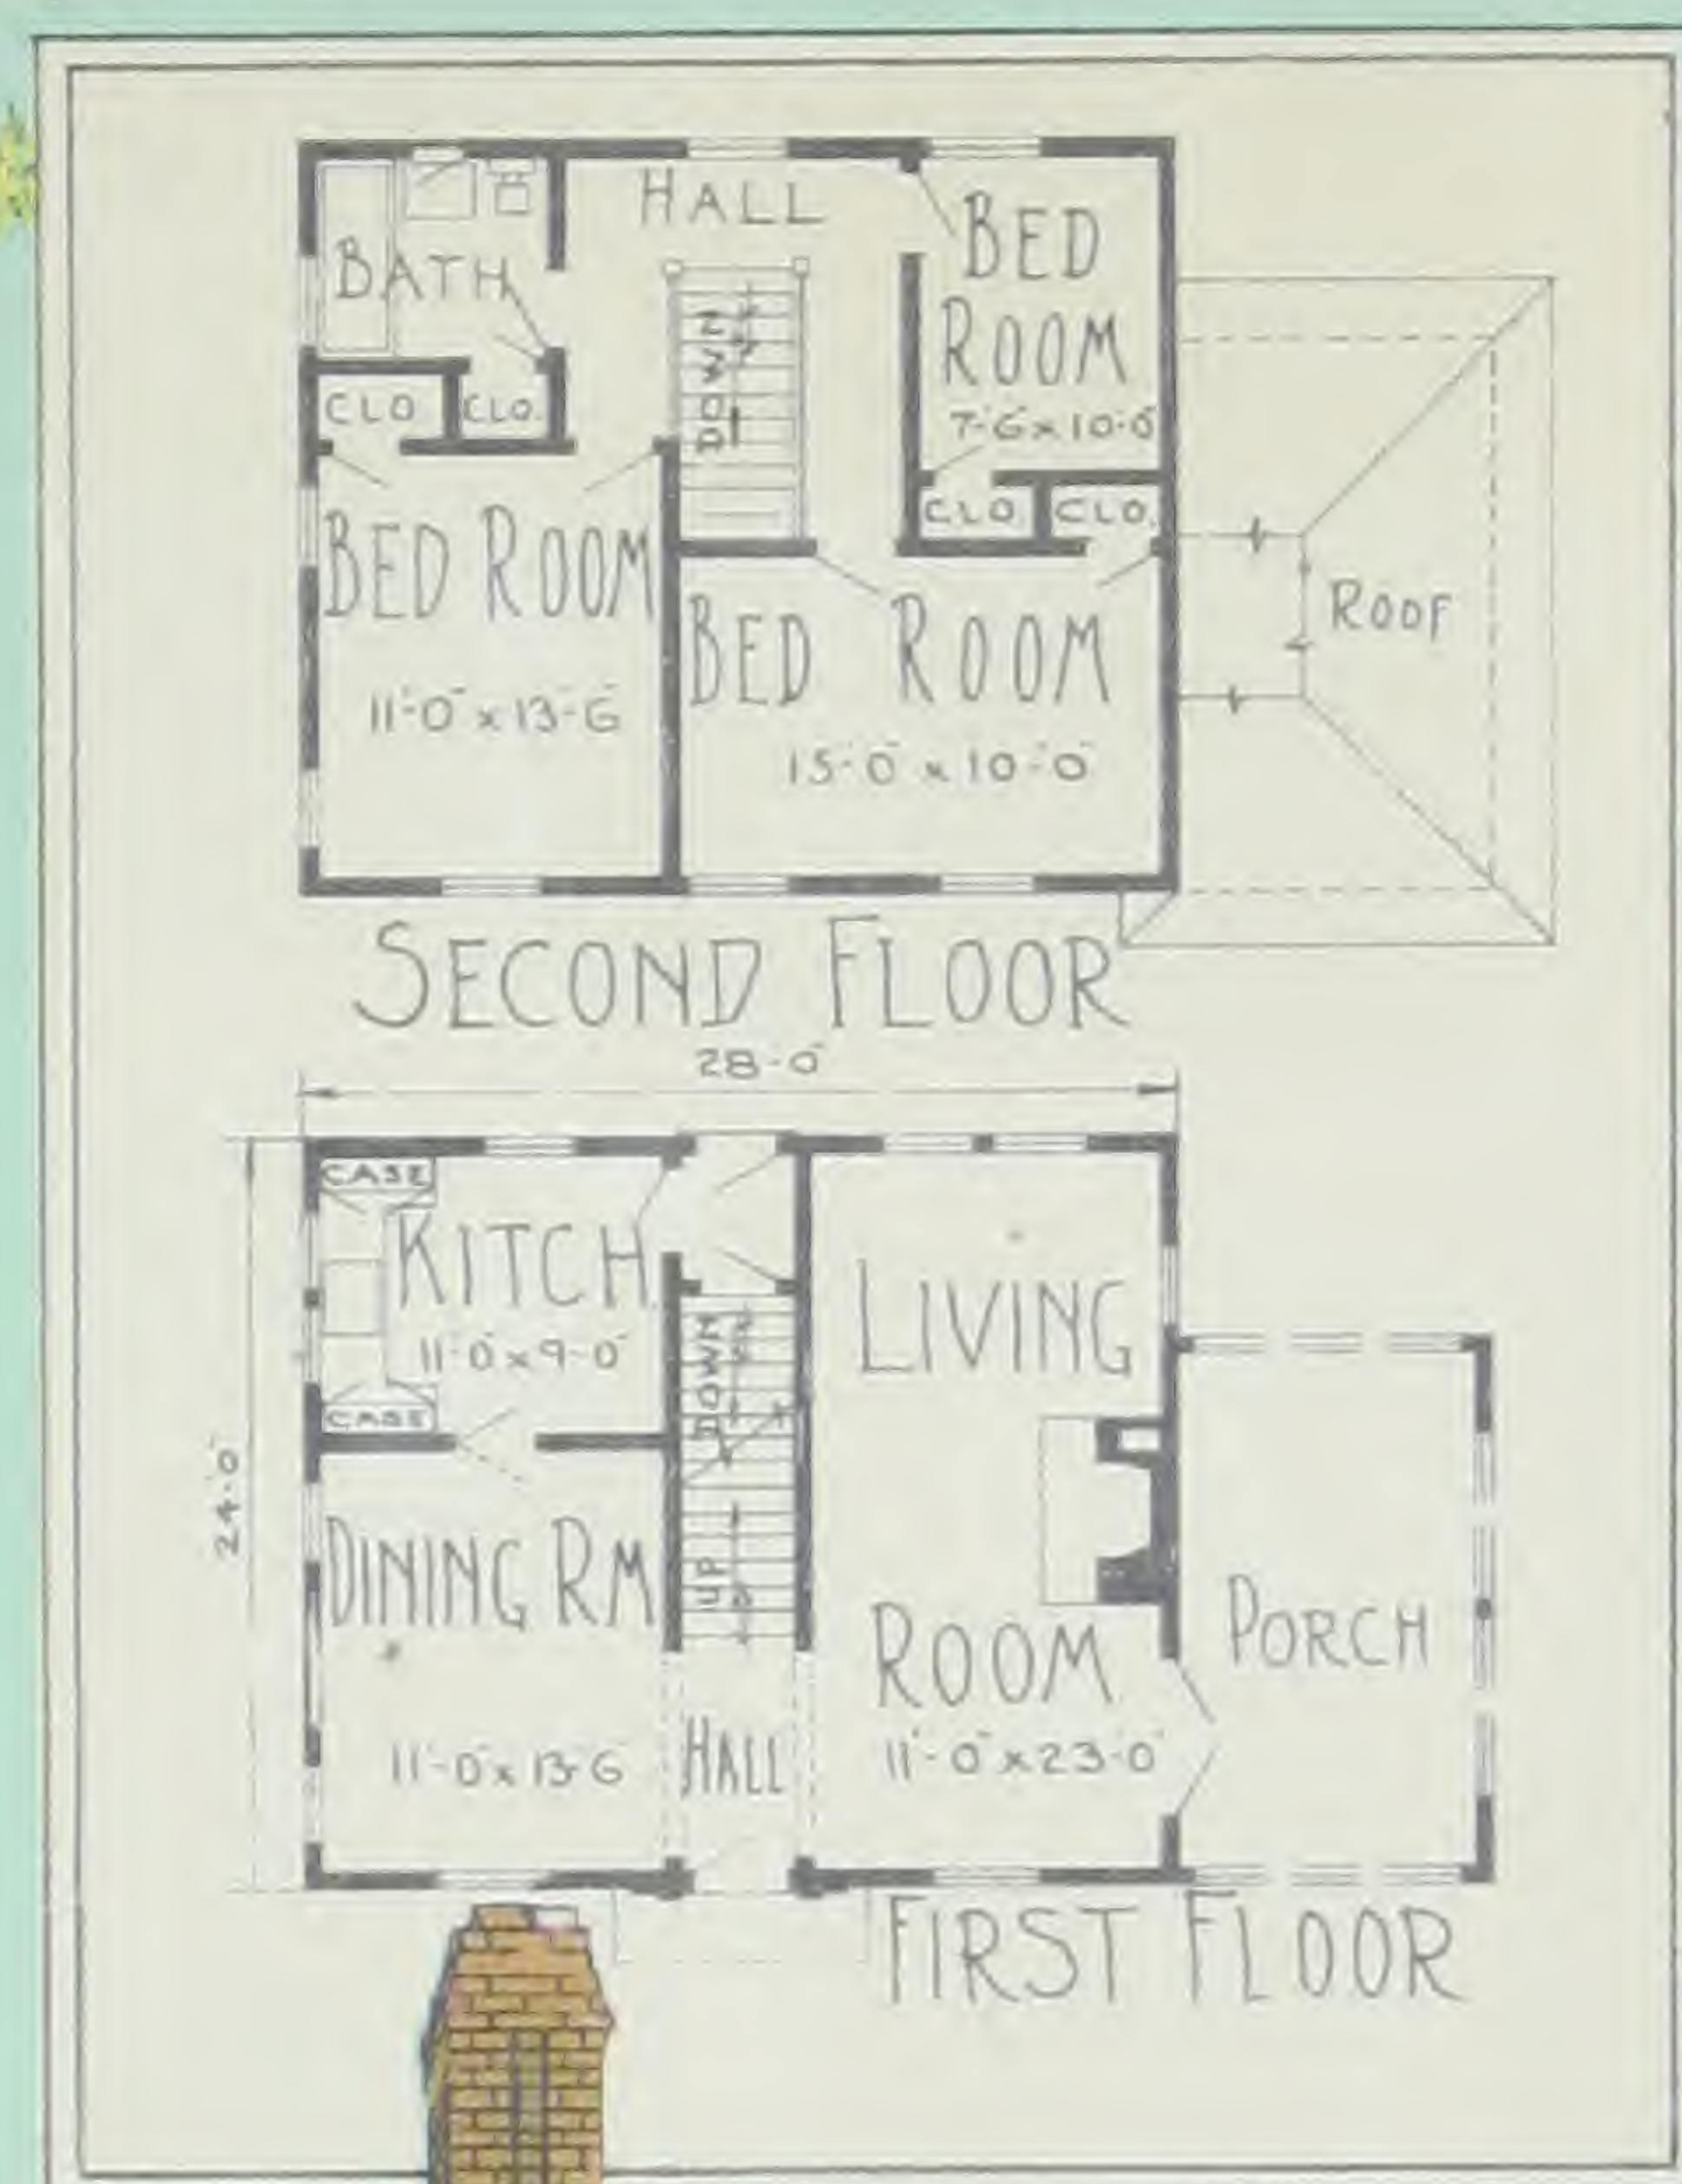 HALL
BATH
BED
ROOM
7'-6" x 10'-0"
CLO.
CLO.
CLO.
CLO.
DOWN
BED ROOM
11'-0" x 13'-6"
BED ROOM
15'-0" x 10'-0"
ROOF
SECOND FLOOR
28'-0"
24'-0"
CASE
KITCH.
11'-0" x 9'-0"
CASE
DOWN
UP
LIVING
ROOM
11'-0" x 23'-0"
DINING RM
11'-0" x 13'-6"
HALL
PORCH
FIRST FLOOR